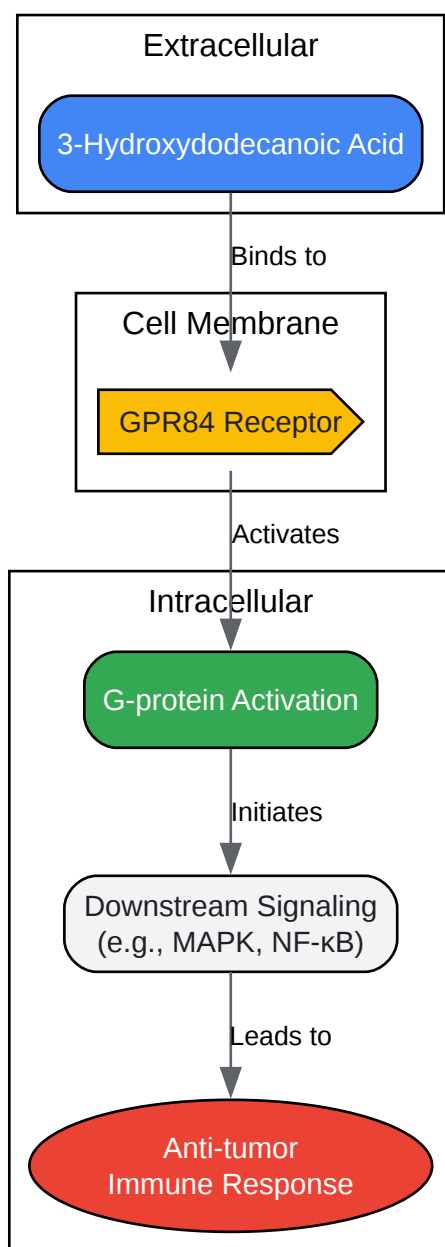 Extracellular
3-Hydroxydodecanoic Acid
Binds to
Cell Membrane
GPR84 Receptor
Activates
Intracellular
G-protein Activation
Initiates
Downstream Signaling
(e.g., MAPK, NF-κB)
Leads to
Anti-tumor
Immune Response